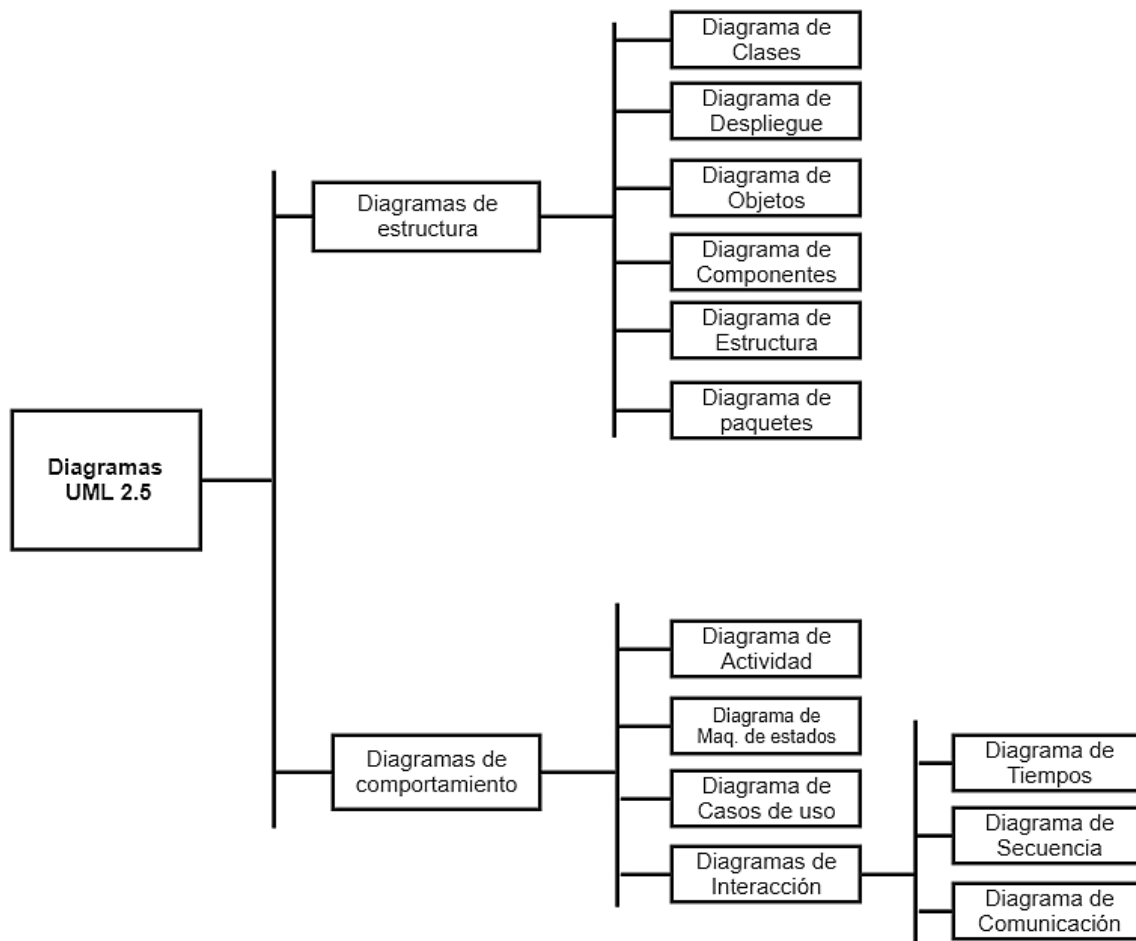 Diagrama de
Clases
Diagrama de
Despliegue
Diagramas de
estructura
Diagrama de
Objetos
Diagrama de
Componentes
Diagrama de
Estructura
Diagrama de
paquetes
Diagramas
UML 2.5
Diagrama de
Actividad
Diagrama de
Maq. de estados
Diagramas de
comportamiento
Diagrama de
Casos de uso
Diagramas de
Interacción
Diagrama de
Tiempos
Diagrama de
Secuencia
Diagrama de
Comunicación